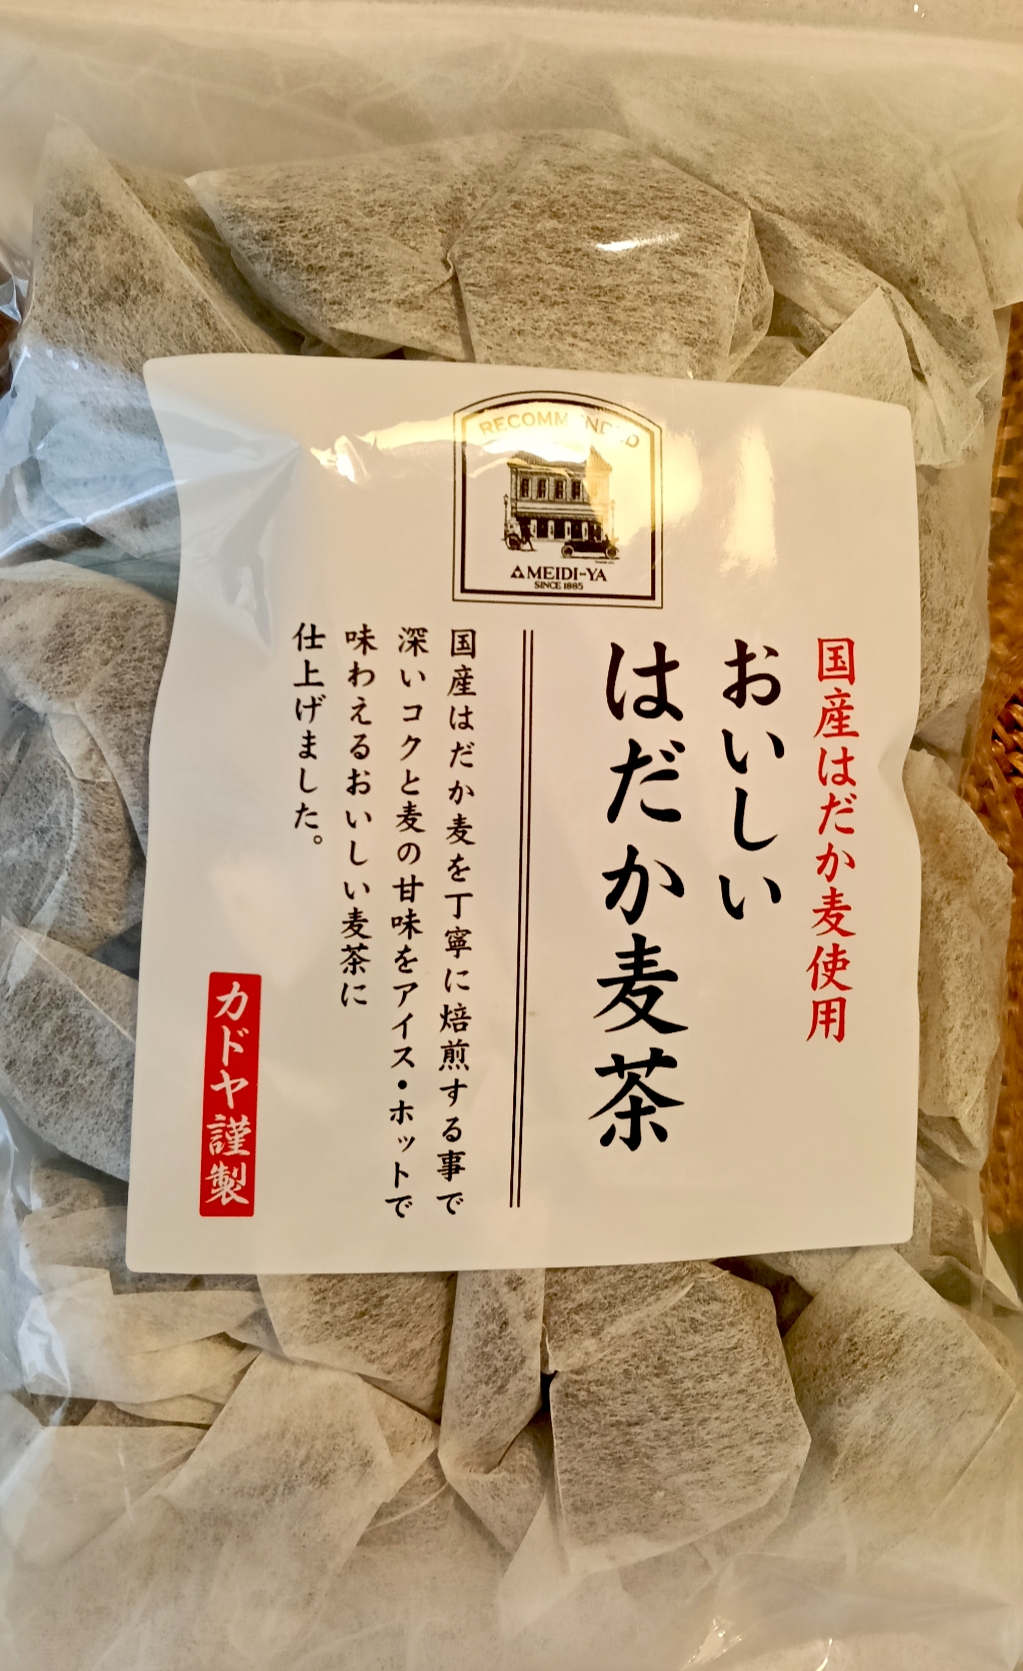 RECOMMENDED
MEIDI-YA
SINCE 1885
国産はだか麦使用
おいしい
はだか麦茶
国産はだか麦を丁寧に焙煎する事で
深いコクと麦の甘味をアイス・ホットで
味わえるおいしい麦茶に
仕上げました。
カドヤ謹製